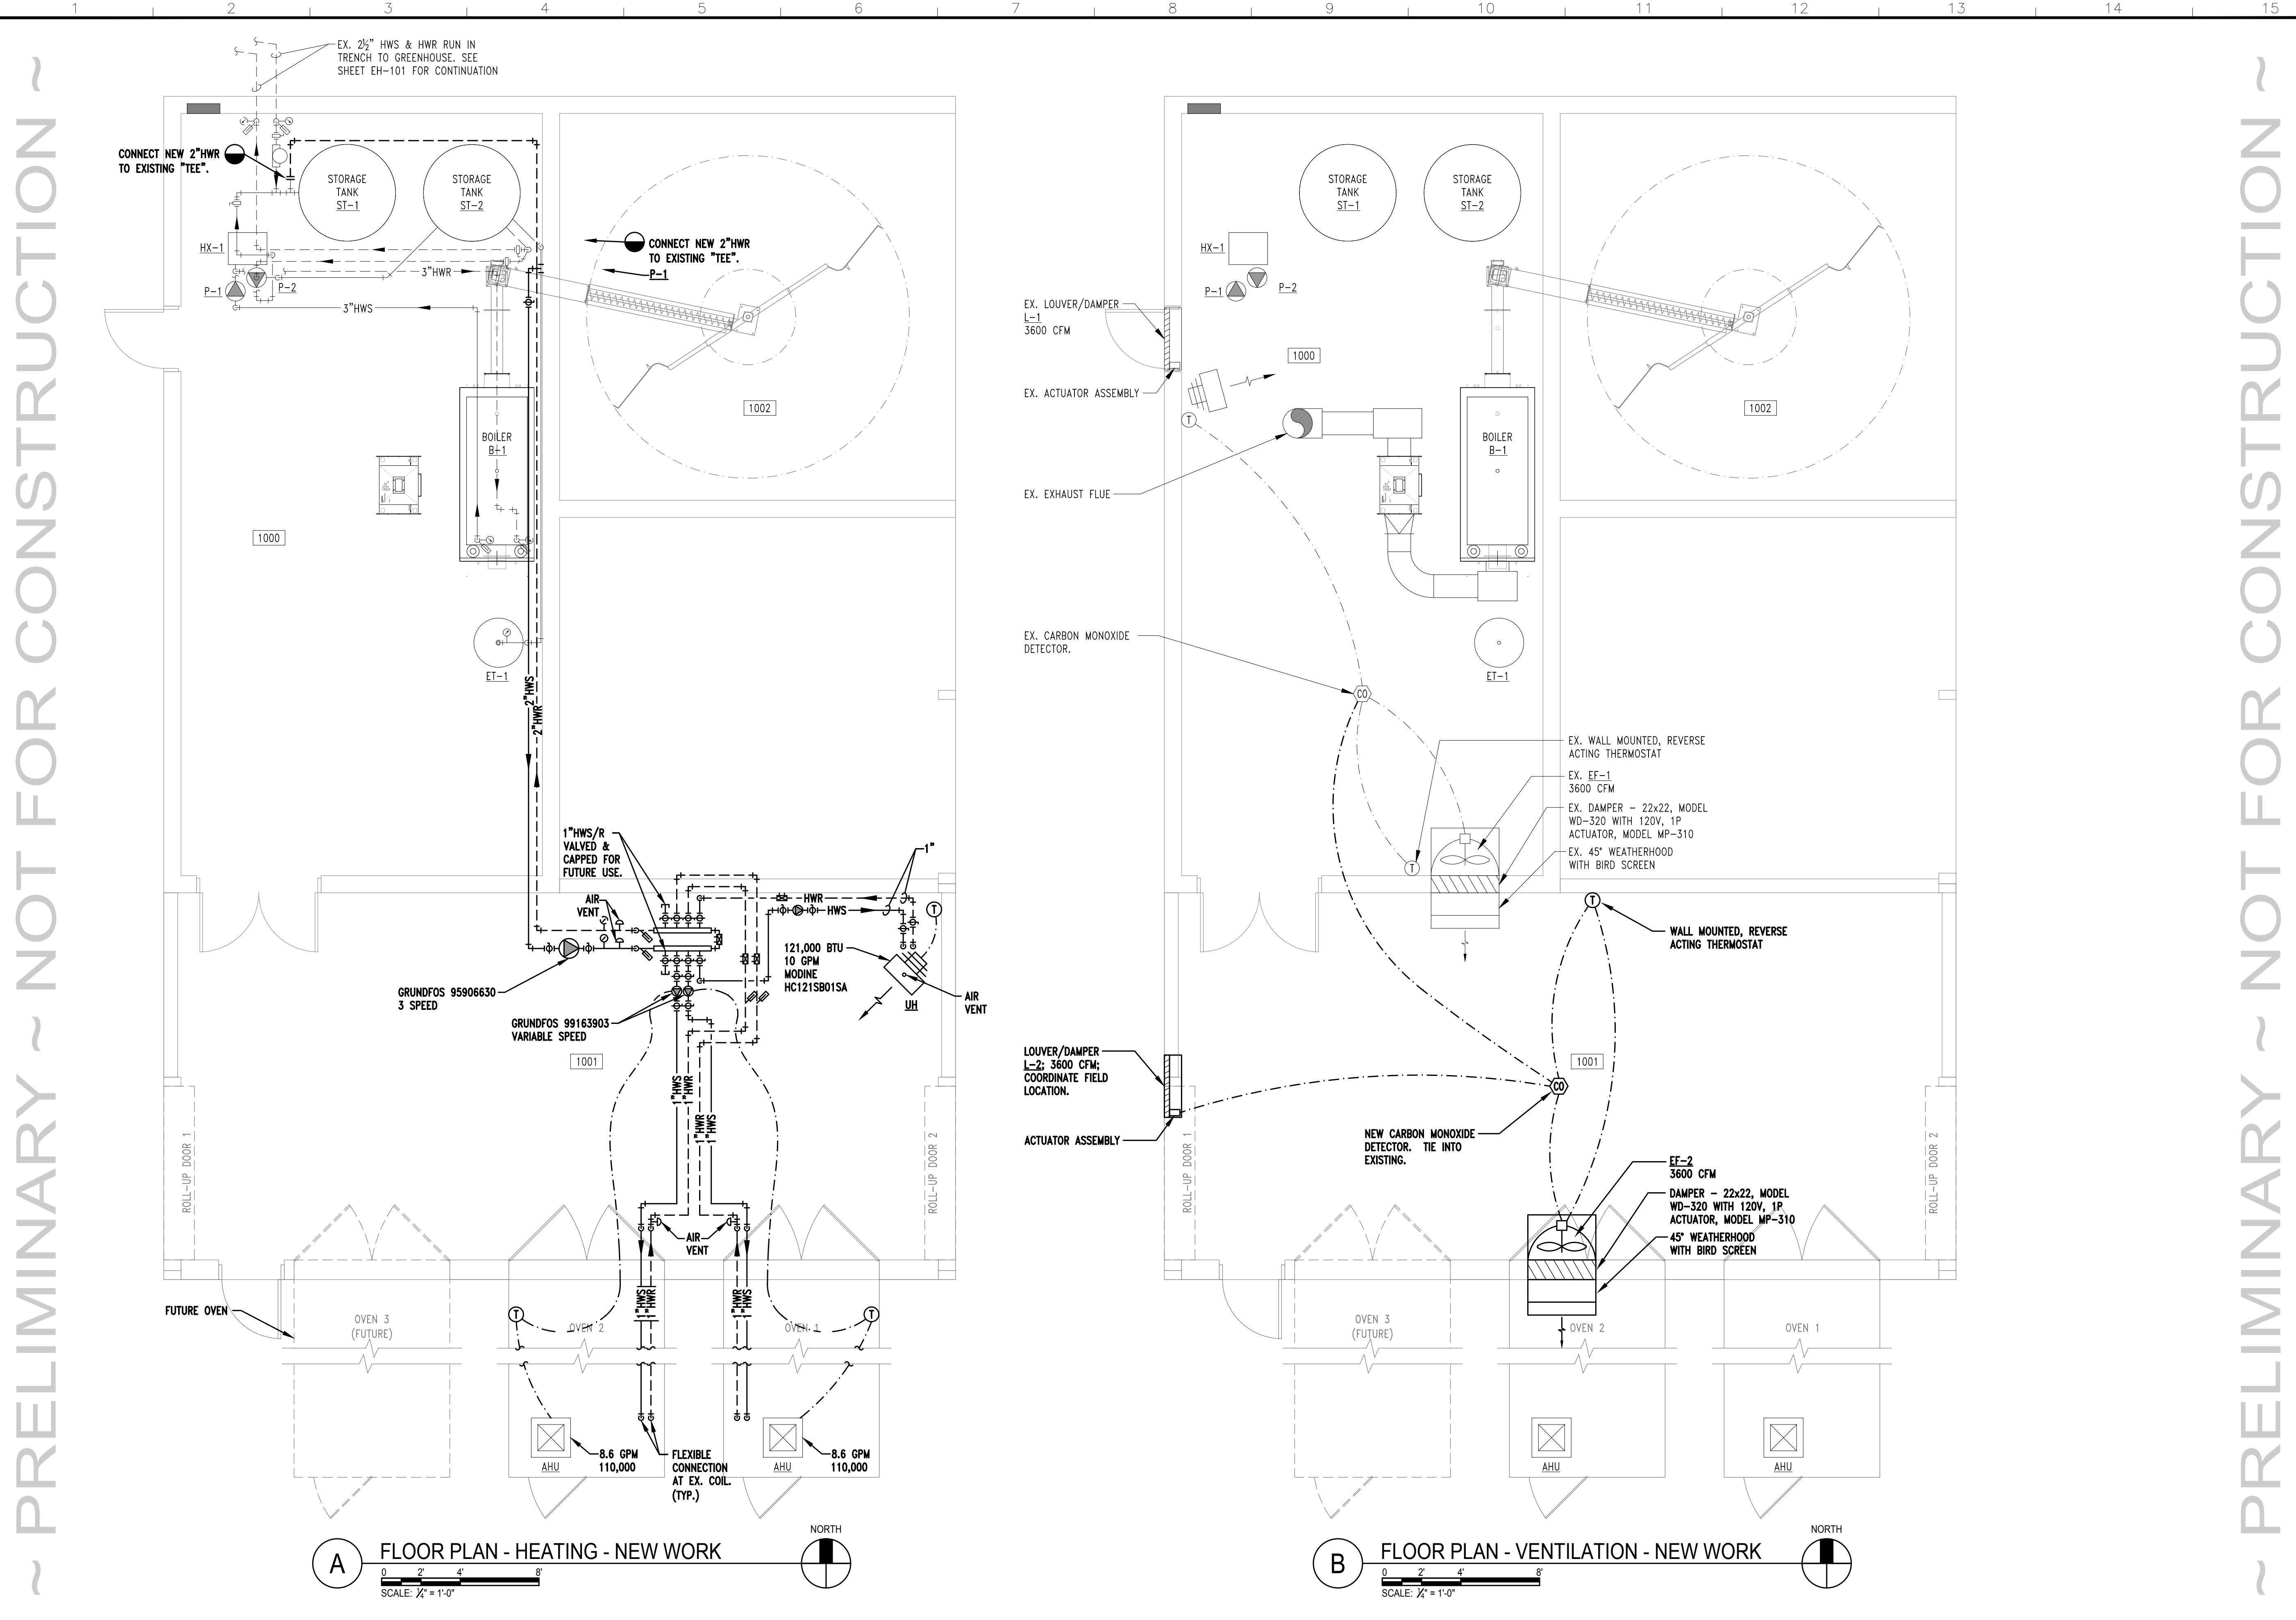 1 2 3 4 5 6 7 8 9 10 11 12 13 14 15
~ PRELIMINARY ~ NOT FOR CONSTRUCTION ~
EX. 2½" HWS & HWR RUN IN
TRENCH TO GREENHOUSE. SEE
SHEET EH-101 FOR CONTINUATION
CONNECT NEW 2"HWR
TO EXISTING "TEE".
STORAGE
TANK
ST-1
STORAGE
TANK
ST-2
HX-1
P-1
P-2
3"HWR
3"HWS
CONNECT NEW 2"HWR
TO EXISTING "TEE".
P-1
1002
BOILER
B-1
1000
ET-1
2"HWS
2"HWR
1"HWS/R
VALVED &
CAPPED FOR
FUTURE USE.
AIR
VENT
1"
HWR
HWS
T
121,000 BTU
10 GPM
MODINE
HC121SB01SA
UH
AIR
VENT
GRUNDFOS 95906630
3 SPEED
GRUNDFOS 99163903
VARIABLE SPEED
1001
1"HWS
1"HWR
1"HWR
1"HWS
ROLL-UP DOOR 1
ROLL-UP DOOR 2
AIR
VENT
FUTURE OVEN
1"HWS
1"HWR
1"HWR
1"HWS
T
T
OVEN 3
(FUTURE)
OVEN 2
OVEN 1
8.6 GPM
110,000
AHU
FLEXIBLE
CONNECTION
AT EX. COIL.
(TYP.)
8.6 GPM
110,000
AHU
A
FLOOR PLAN - HEATING - NEW WORK
0 2' 4' 8'
SCALE: ¼" = 1'-0"
NORTH
STORAGE
TANK
ST-1
STORAGE
TANK
ST-2
HX-1
P-1
P-2
EX. LOUVER/DAMPER
L-1
3600 CFM
1000
EX. ACTUATOR ASSEMBLY
T
1002
BOILER
B-1
EX. EXHAUST FLUE
EX. CARBON MONOXIDE
DETECTOR.
ET-1
CO
EX. WALL MOUNTED, REVERSE
ACTING THERMOSTAT
EX. EF-1
3600 CFM
EX. DAMPER - 22x22, MODEL
WD-320 WITH 120V, 1P
ACTUATOR, MODEL MP-310
EX. 45° WEATHERHOOD
WITH BIRD SCREEN
T
T
WALL MOUNTED, REVERSE
ACTING THERMOSTAT
LOUVER/DAMPER
L-2; 3600 CFM;
COORDINATE FIELD
LOCATION.
1001
CO
ACTUATOR ASSEMBLY
NEW CARBON MONOXIDE
DETECTOR. TIE INTO
EXISTING.
ROLL-UP DOOR 1
ROLL-UP DOOR 2
EF-2
3600 CFM
DAMPER - 22x22, MODEL
WD-320 WITH 120V, 1P
ACTUATOR, MODEL MP-310
45° WEATHERHOOD
WITH BIRD SCREEN
OVEN 3
(FUTURE)
OVEN 2
OVEN 1
AHU
AHU
B
FLOOR PLAN - VENTILATION - NEW WORK
0 2' 4' 8'
SCALE: ¼" = 1'-0"
NORTH
~ PRELIMINARY ~ NOT FOR CONSTRUCTION ~